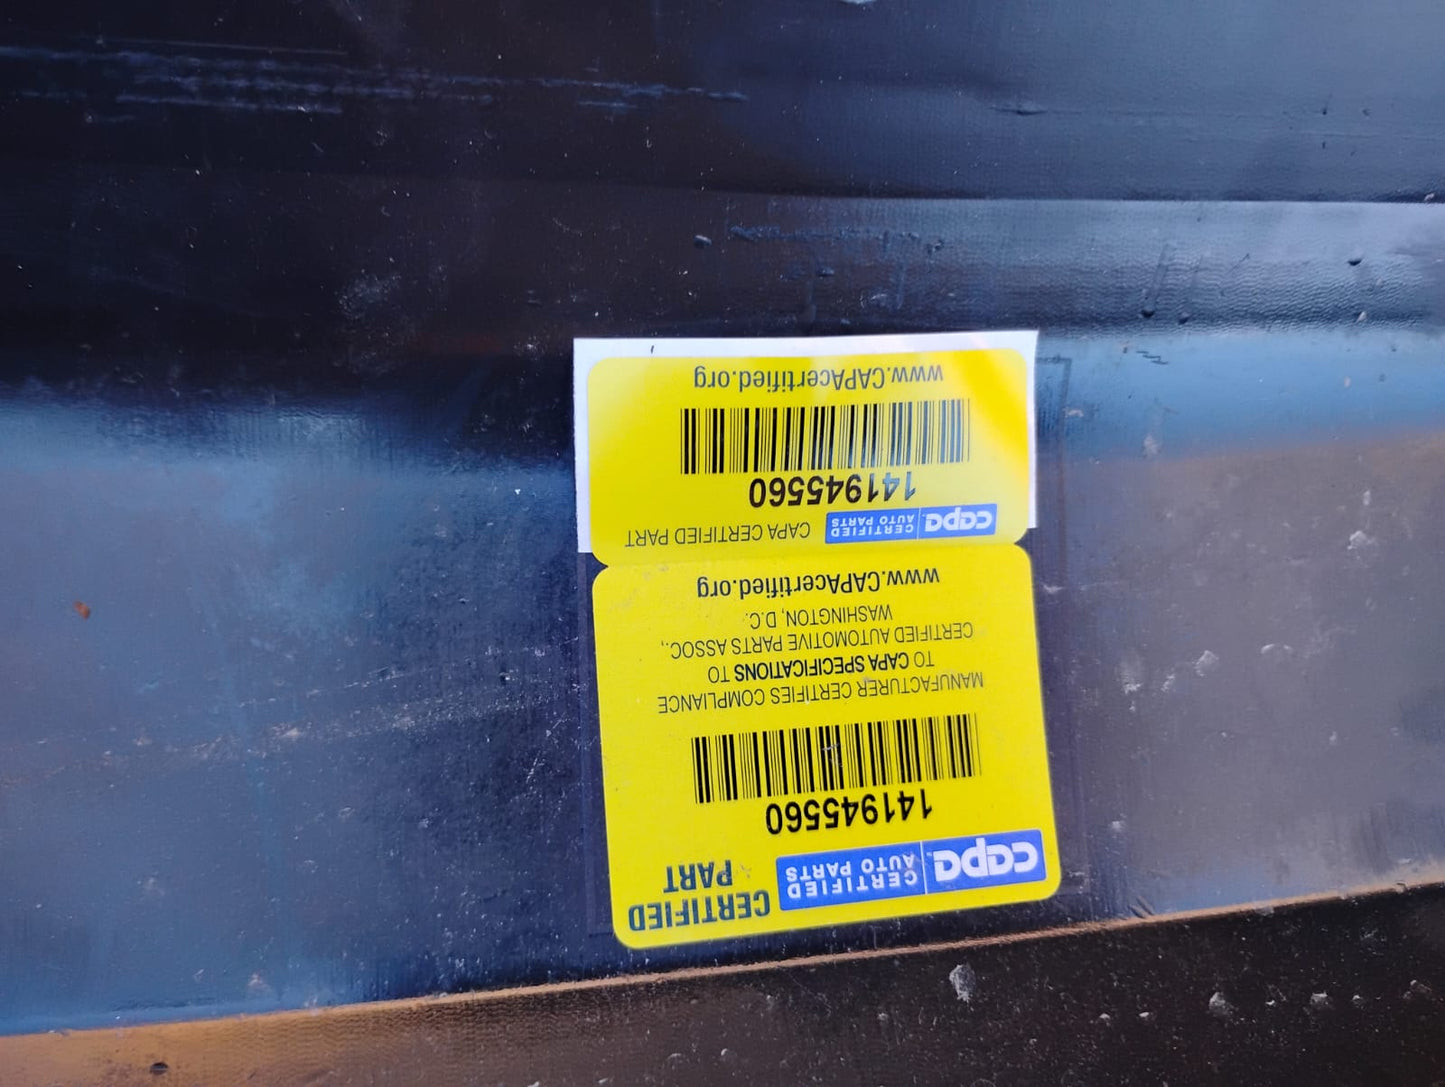 capa CERTIFIED
AUTO PARTS
CERTIFIED
PART
141945560
MANUFACTURER CERTIFIES COMPLIANCE
TO CAPA SPECIFICATIONS TO
CERTIFIED AUTOMOTIVE PARTS ASSOC.,
WASHINGTON, D.C.
www.CAPAcertified.org
capa CERTIFIED
AUTO PARTS
CAPA CERTIFIED PART
141945560
www.CAPAcertified.org